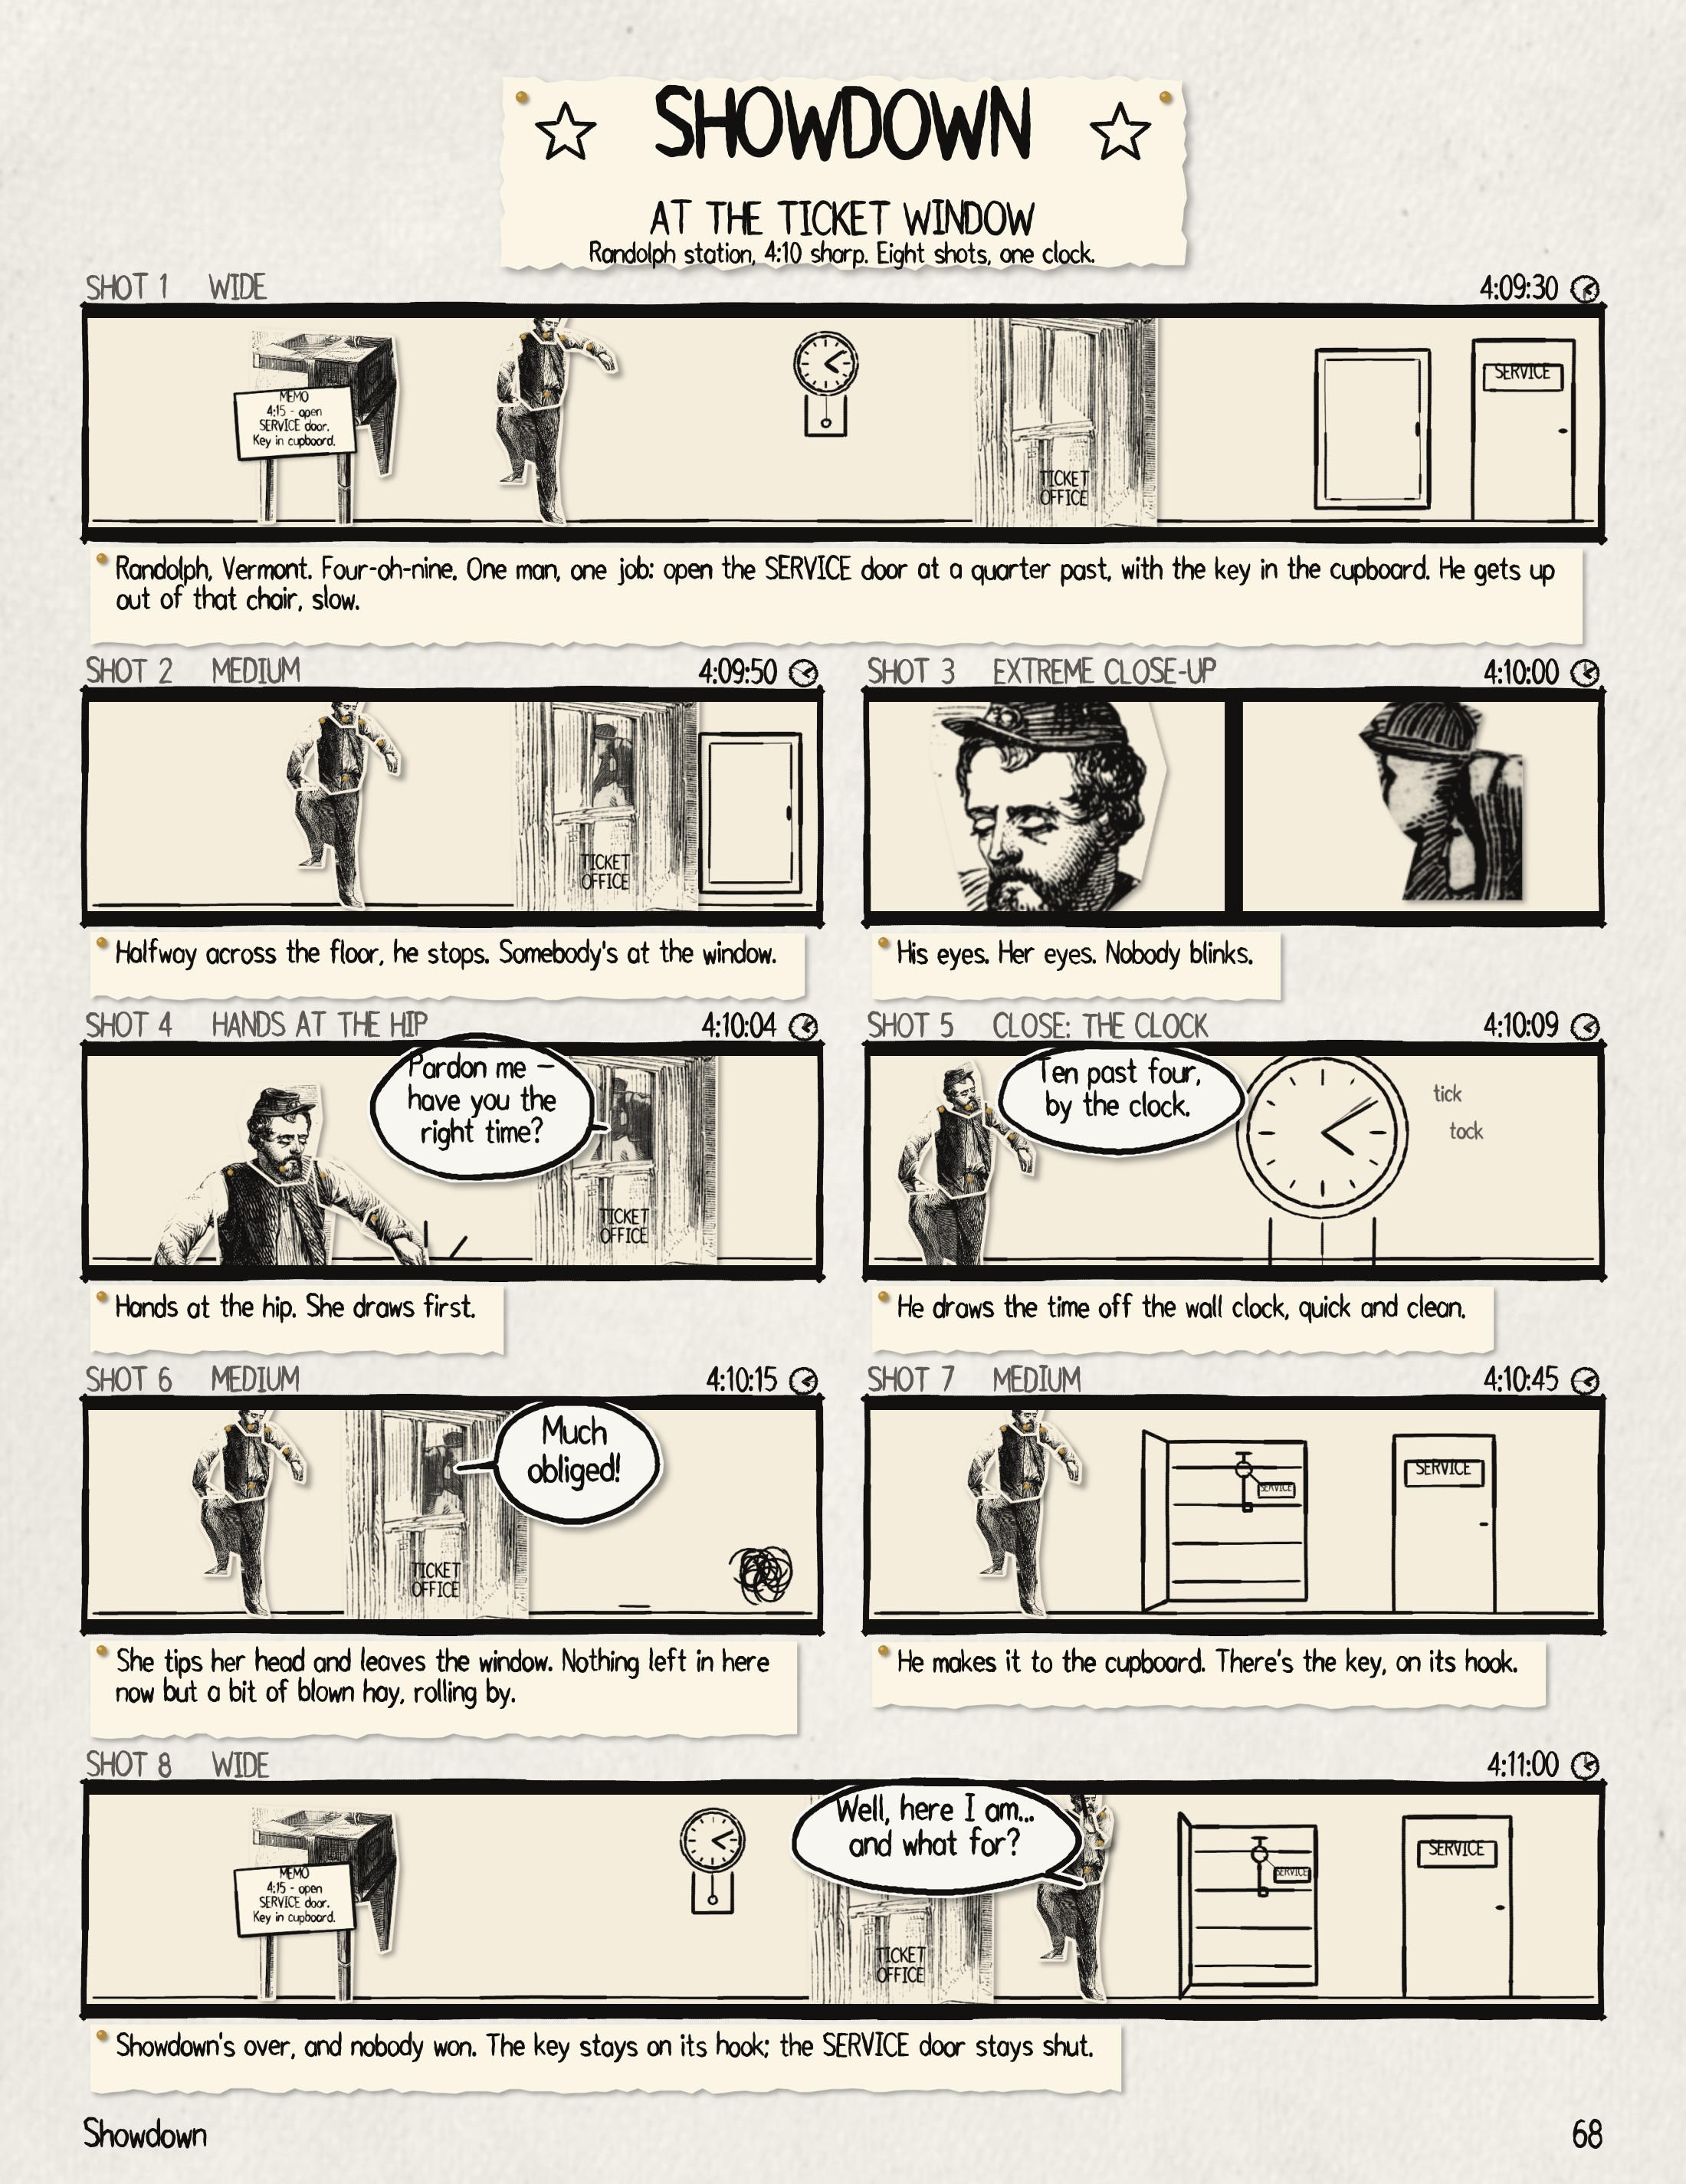 SHOWDOWN
AT THE TICKET WINDOW
Randolph station, 4:10 sharp. Eight shots, one clock.
SHOT 1 WIDE 4:09:30
MEMO
4:15 - open
SERVICE door.
Key in cupboard.
TICKET
OFFICE
SERVICE
Randolph, Vermont. Four-oh-nine. One man, one job: open the SERVICE door at a quarter past, with the key in the cupboard. He gets up
out of that chair, slow.
SHOT 2 MEDIUM 4:09:50
TICKET
OFFICE
Halfway across the floor, he stops. Somebody's at the window.
SHOT 3 EXTREME CLOSE-UP 4:10:00
His eyes. Her eyes. Nobody blinks.
SHOT 4 HANDS AT THE HIP 4:10:04
Pardon me –
have you the
right time?
TICKET
OFFICE
Hands at the hip. She draws first.
SHOT 5 CLOSE: THE CLOCK 4:10:09
Ten past four,
by the clock.
tick
tock
He draws the time off the wall clock, quick and clean.
SHOT 6 MEDIUM 4:10:15
Much
obliged!
TICKET
OFFICE
She tips her head and leaves the window. Nothing left in here
now but a bit of blown hay, rolling by.
SHOT 7 MEDIUM 4:10:45
SERVICE
SERVICE
He makes it to the cupboard. There's the key, on its hook.
SHOT 8 WIDE 4:11:00
MEMO
4:15 - open
SERVICE door.
Key in cupboard.
Well, here I am...
and what for?
TICKET
OFFICE
SERVICE
SERVICE
Showdown's over, and nobody won. The key stays on its hook; the SERVICE door stays shut.
Showdown 68